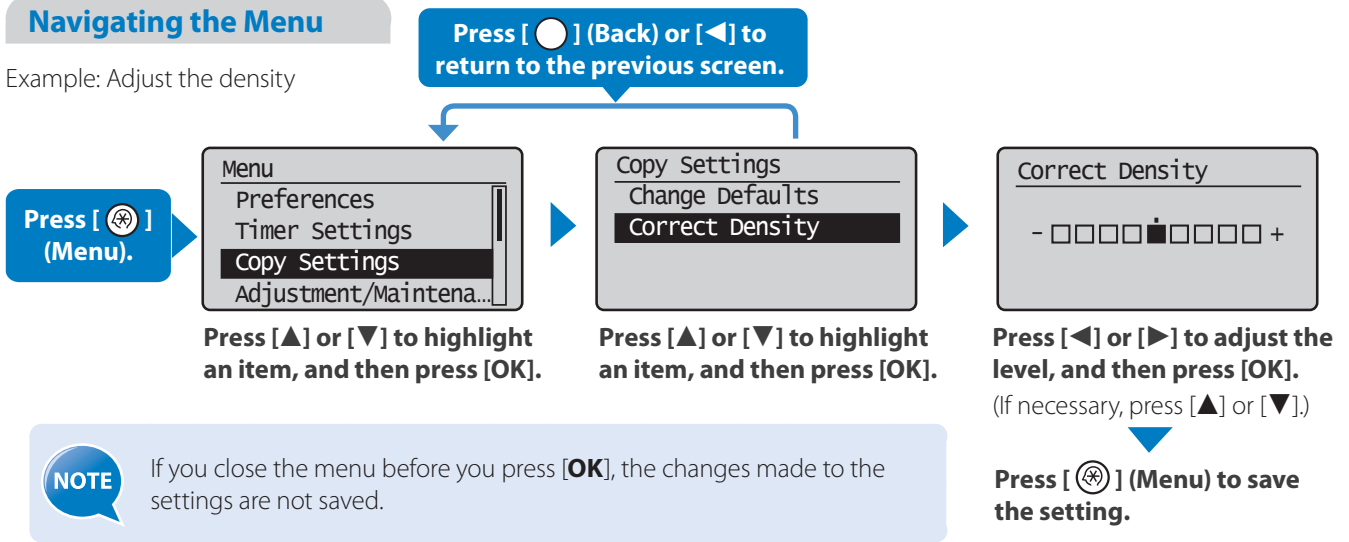 Navigating the Menu
Example: Adjust the density
Press [ ◯ ] (Back) or [◀] to
return to the previous screen.
Press [ ]
(Menu).
Menu
Preferences
Timer Settings
Copy Settings
Adjustment/Maintena...
Press [▲] or [▼] to highlight
an item, and then press [OK].
Copy Settings
Change Defaults
Correct Density
Press [▲] or [▼] to highlight
an item, and then press [OK].
Correct Density
- □□□□■□□□□ +
Press [◀] or [▶] to adjust the
level, and then press [OK].
(If necessary, press [▲] or [▼].)
Press [ ] (Menu) to save
the setting.
NOTE
If you close the menu before you press [OK], the changes made to the
settings are not saved.